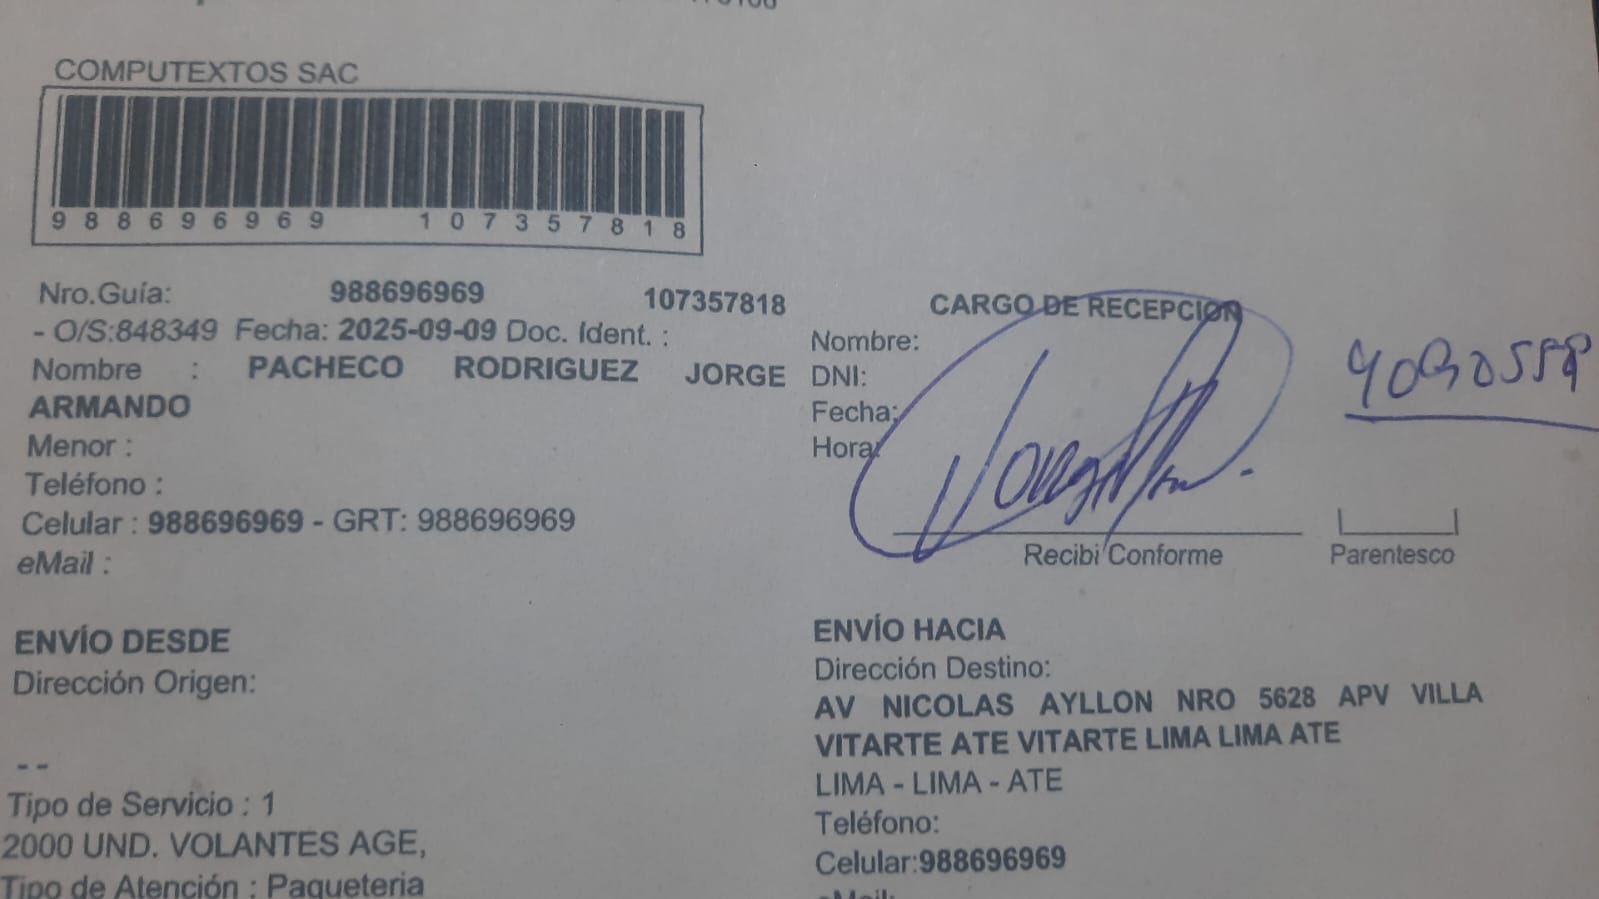 COMPUTEXTOS SAC
988696969 107357818
Nro.Guía: 988696969 107357818
- O/S:848349 Fecha: 2025-09-09 Doc. Ident. :
Nombre : PACHECO RODRIGUEZ JORGE
ARMANDO
Menor :
Teléfono :
Celular : 988696969 - GRT: 988696969
eMail :
ENVÍO DESDE
Dirección Origen:
--
Tipo de Servicio : 1
2000 UND. VOLANTES AGE,
Tipo de Atención : Paqueteria
CARGO DE RECEPCION
Nombre:
DNI:
Fecha:
Hora:
Recibi Conforme
Parentesco
ENVÍO HACIA
Dirección Destino:
AV NICOLAS AYLLON NRO 5628 APV VILLA
VITARTE ATE VITARTE LIMA LIMA ATE
LIMA - LIMA - ATE
Teléfono:
Celular:988696969
eMail: